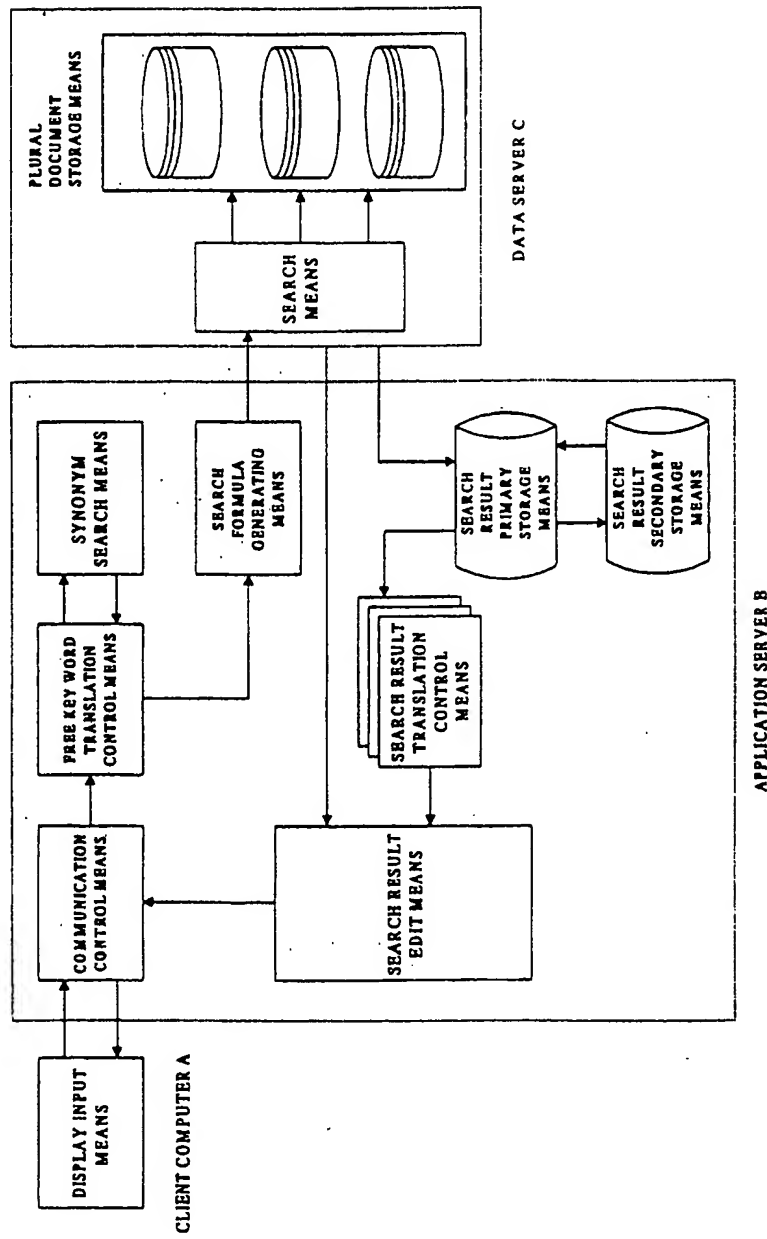 DISPLAY INPUT
MEANS
CLIENT COMPUTER A
COMMUNICATION
CONTROL MEANS
FREE KEY WORD
TRANSLATION
CONTROL MEANS
SYNONYM
SEARCH MEANS
SEARCH
FORMULA
GENERATING
MEANS
SEARCH RESULT
EDIT MEANS
SEARCH RESULT
TRANSLATION
CONTROL
MEANS
SEARCH
RESULT
PRIMARY
STORAGE
MEANS
SEARCH
RESULT
SECONDARY
STORAGE
MEANS
APPLICATION SERVER B
PLURAL
DOCUMENT
STORAGE MEANS
SEARCH
MEANS
DATA SERVER C